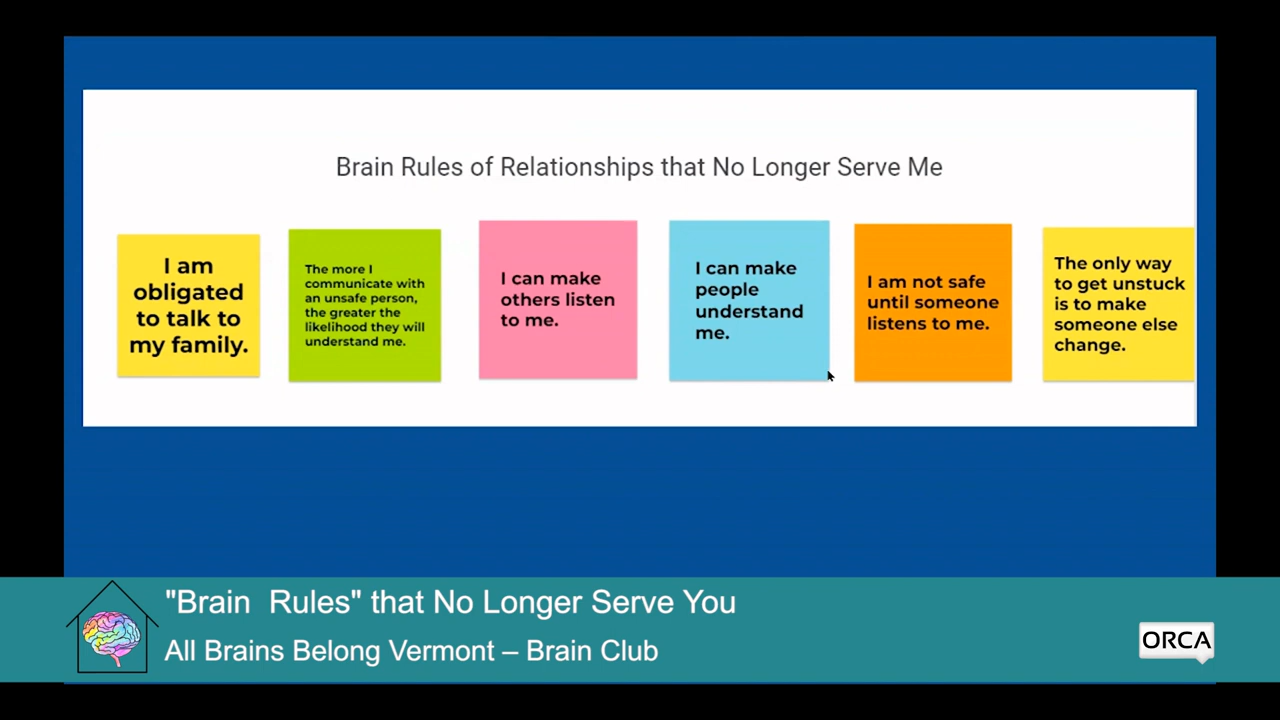 Brain Rules of Relationships that No Longer Serve Me
I am
obligated
to talk to
my family.
The more I
communicate with
an unsafe person,
the greater the
likelihood they will
understand me.
I can make
others listen
to me.
I can make
people
understand
me.
I am not safe
until someone
listens to me.
The only way
to get unstuck
is to make
someone else
change.
"Brain Rules" that No Longer Serve You
All Brains Belong Vermont – Brain Club
ORCA